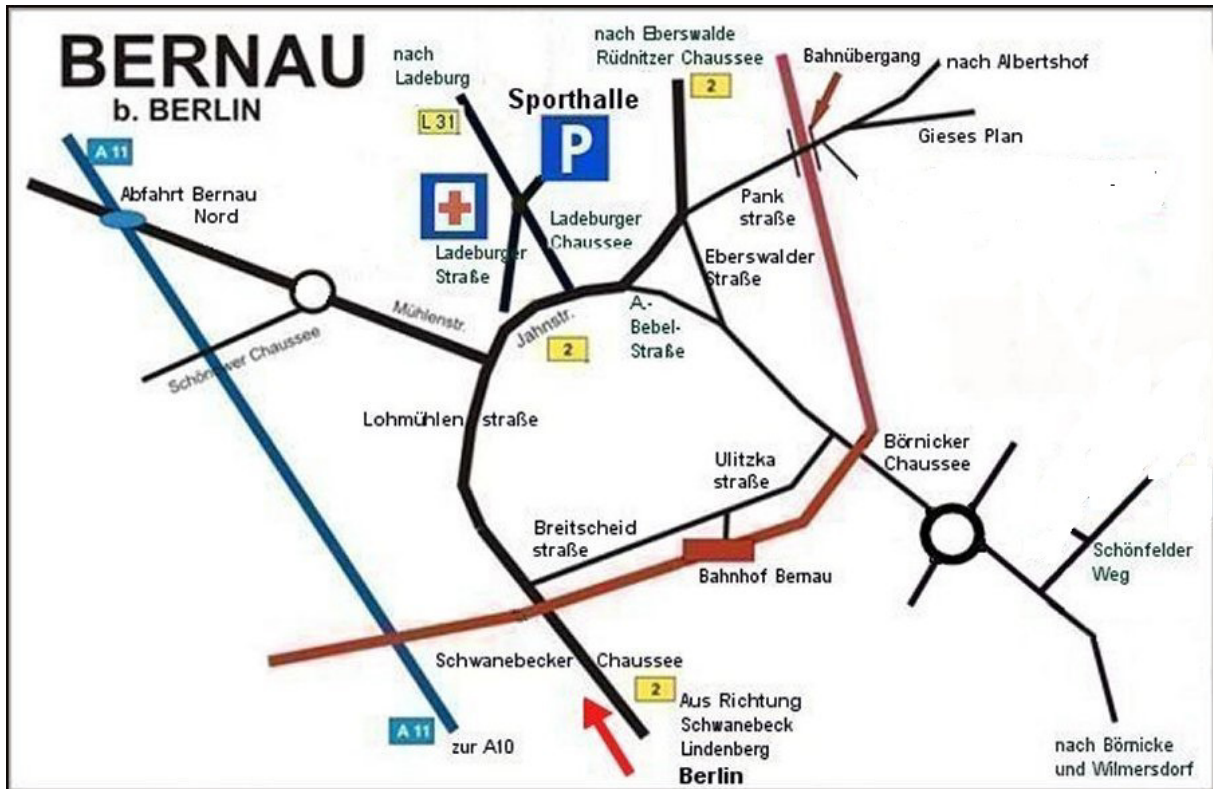 BERNAU
b. BERLIN
nach
Ladeburg
L 31
Sporthalle
P
nach Eberswalde
Rüdnitzer Chaussee
2
Bahnübergang
nach Albertshof
Gieses Plan
A 11
Abfahrt Bernau
Nord
Ladeburger
Chaussee
Ladeburger
Straße
Pank
straße
Eberswalder
Straße
Mühlenstr.
Jahnstr.
2
A.-
Bebel-
Straße
Schönower Chaussee
Lohmühlen straße
Ulitzka
straße
Börnicker
Chaussee
Breitscheid
straße
Bahnhof Bernau
Schönfelder
Weg
Schwanebecker Chaussee
2
Aus Richtung
Schwanebeck
Lindenberg
Berlin
A 11
zur A10
nach Börnicke
und Wilmersdorf